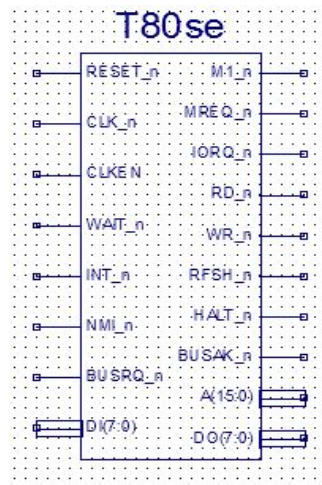 T80se
RESET_n M1_n
CLK_n MREQ_n
CLKEN IORQ_n
WAIT_n RD_n
INT_n WR_n
NMI_n RFSH_n
BUSRQ_n HALT_n
DI(7:0) BUSAK_n
A(15:0)
DO(7:0)